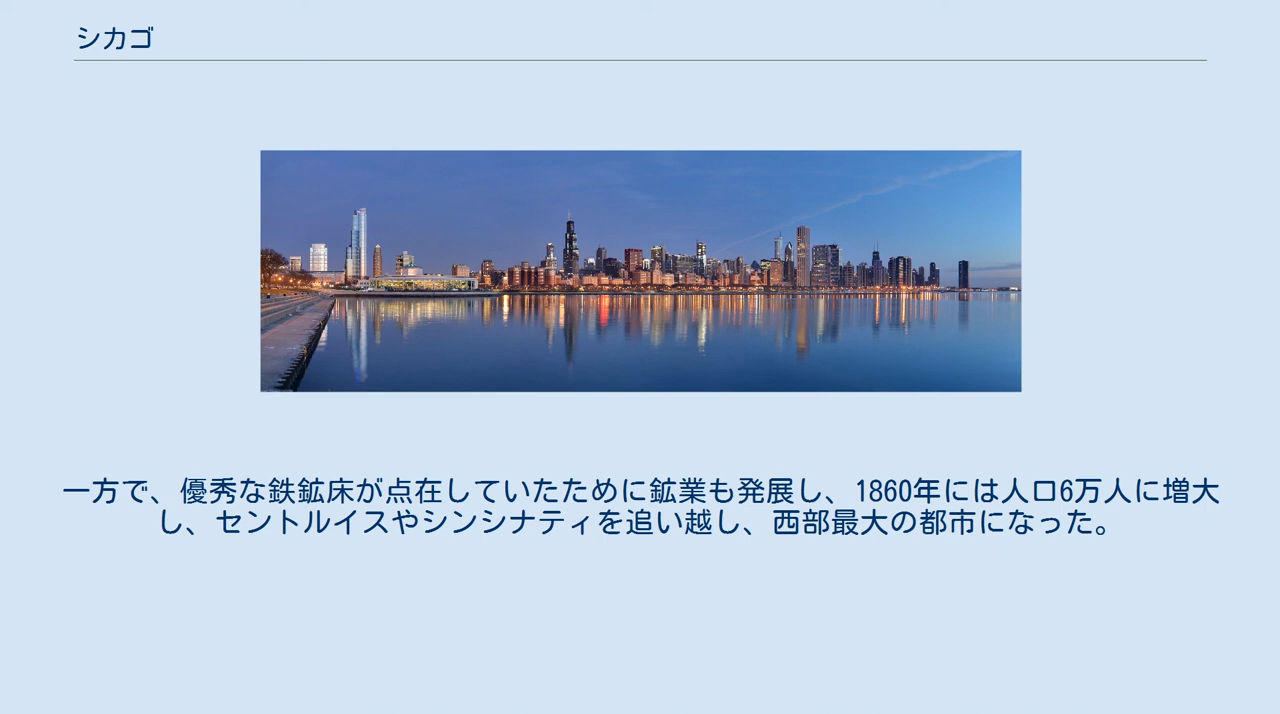 シカゴ
一方で、優秀な鉄鉱床が点在していたために鉱業も発展し、1860年には人口6万人に増大
し、セントルイスやシンシナティを追い越し、西部最大の都市になった。